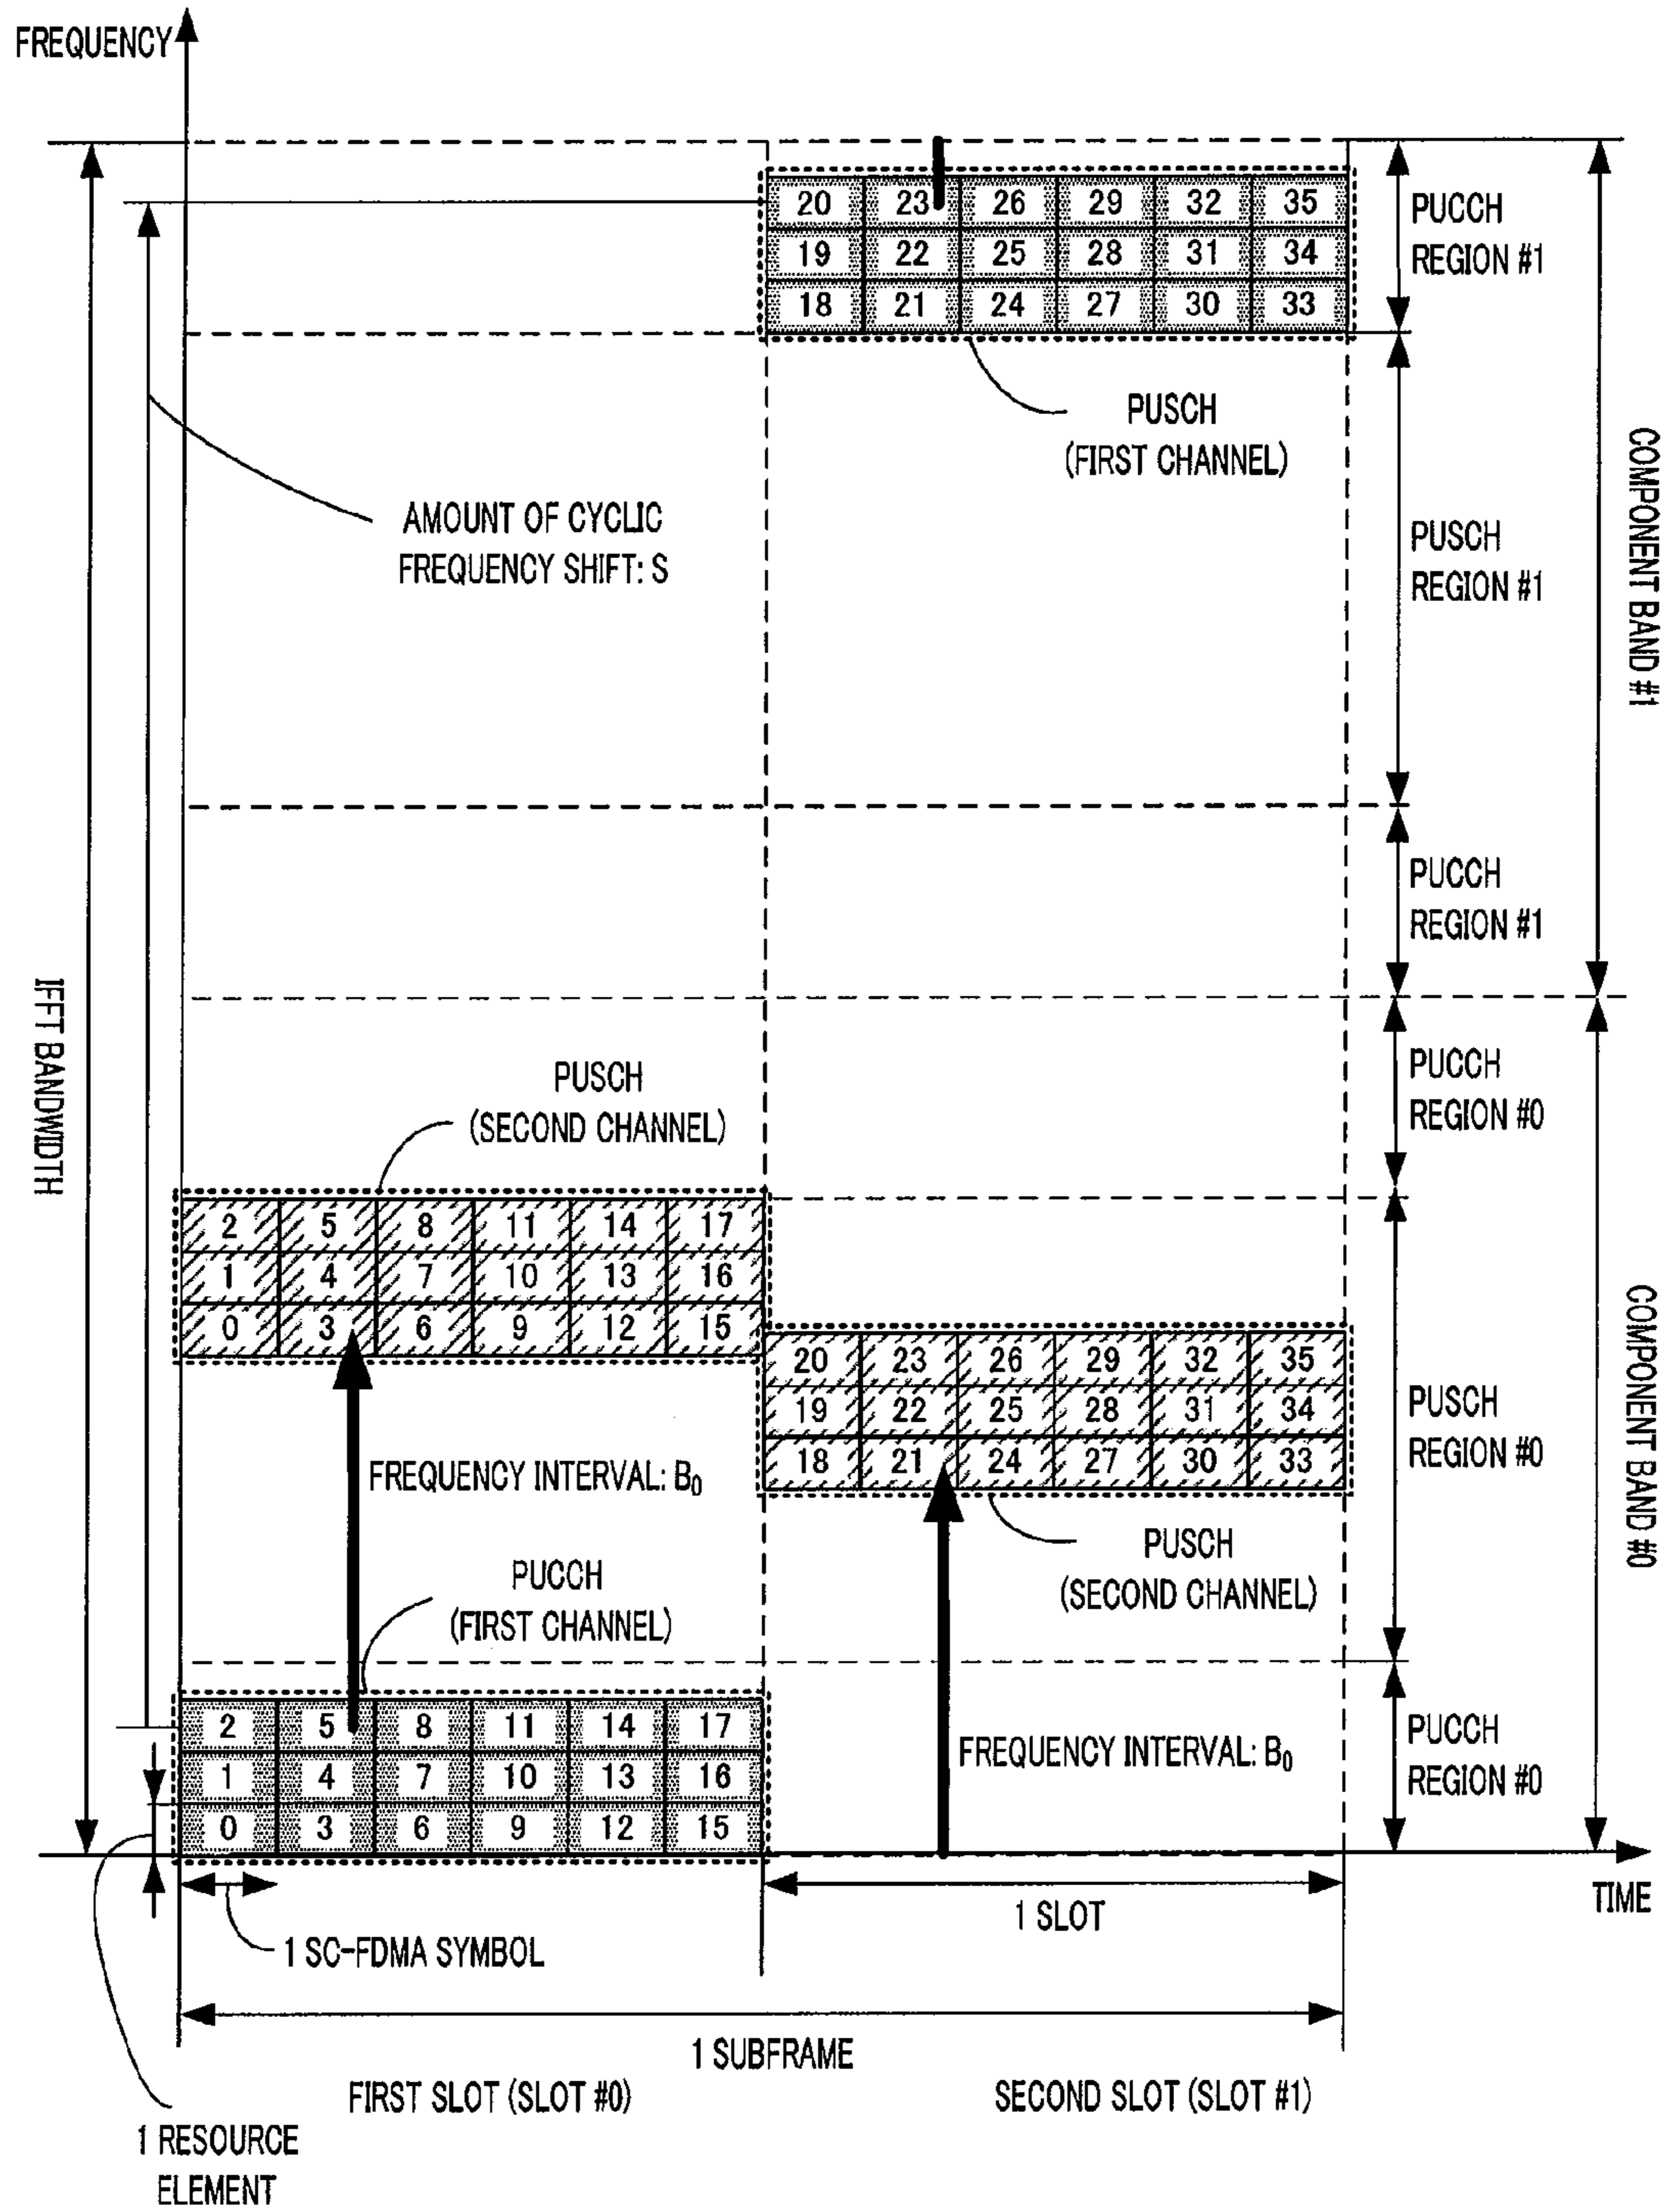 FREQUENCY
20 23 26 29 32 35
19 22 25 28 31 34
18 21 24 27 30 33
PUCCH
REGION #1
PUSCH
(FIRST CHANNEL)
AMOUNT OF CYCLIC
FREQUENCY SHIFT: S
PUSCH
REGION #1
COMPONENT BAND #1
PUCCH
REGION #1
IFFT BANDWIDTH
PUCCH
REGION #0
PUSCH
(SECOND CHANNEL)
2 5 8 11 14 17
1 4 7 10 13 16
0 3 6 9 12 15
20 23 26 29 32 35
19 22 25 28 31 34
18 21 24 27 30 33
PUSCH
REGION #0
COMPONENT BAND #0
FREQUENCY INTERVAL: B0
PUSCH
(SECOND CHANNEL)
PUCCH
(FIRST CHANNEL)
2 5 8 11 14 17
1 4 7 10 13 16
0 3 6 9 12 15
FREQUENCY INTERVAL: B0
PUCCH
REGION #0
TIME
1 SLOT
1 SC-FDMA SYMBOL
1 SUBFRAME
FIRST SLOT (SLOT #0)
SECOND SLOT (SLOT #1)
1 RESOURCE
ELEMENT